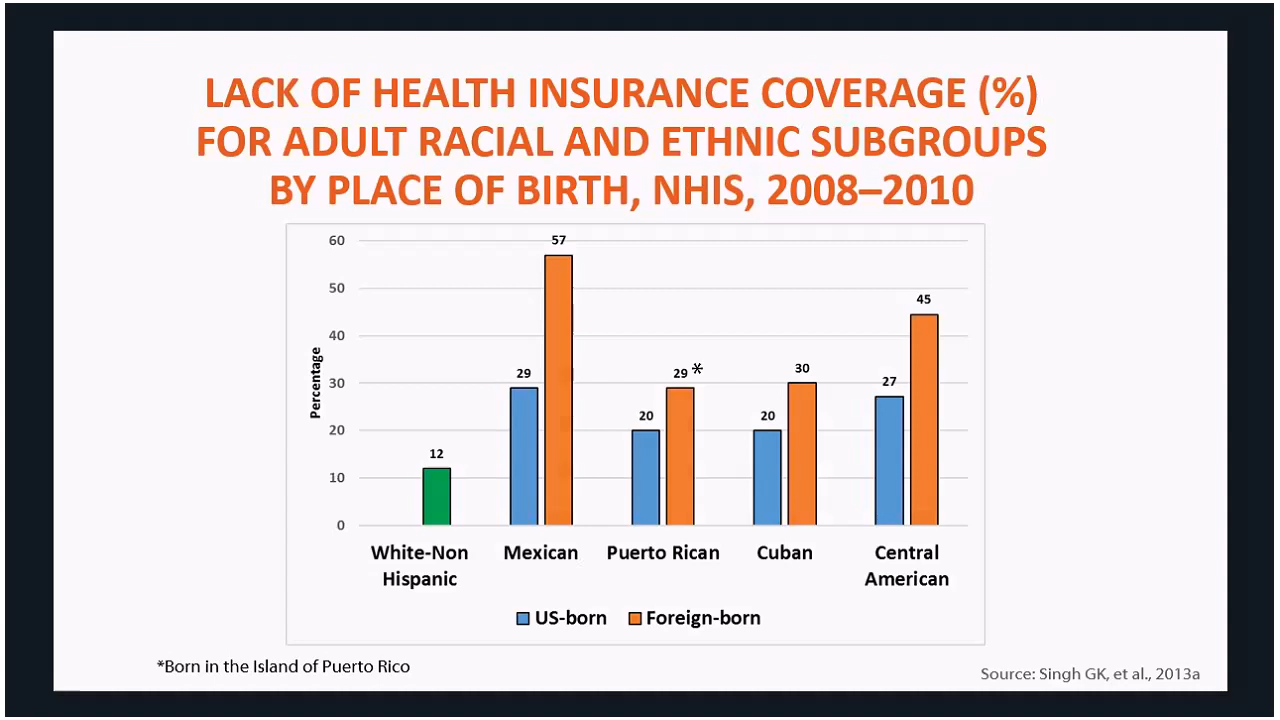 LACK OF HEALTH INSURANCE COVERAGE (%)
FOR ADULT RACIAL AND ETHNIC SUBGROUPS
BY PLACE OF BIRTH, NHIS, 2008–2010
Percentage
60
50
40
30
20
10
0
12
29
57
20
29 *
20
30
27
45
White-Non
Hispanic
Mexican
Puerto Rican
Cuban
Central
American
US-born
Foreign-born
*Born in the Island of Puerto Rico
Source: Singh GK, et al., 2013a